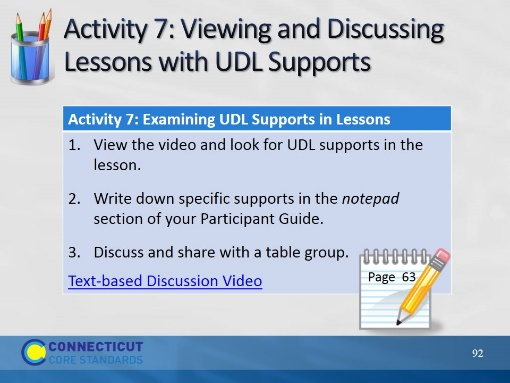 Activity 7: Viewing and Discussing
Lessons with UDL Supports
Activity 7: Examining UDL Supports in Lessons
1. View the video and look for UDL supports in the
lesson.
2. Write down specific supports in the notepad
section of your Participant Guide.
3. Discuss and share with a table group.
Text-based Discussion Video
Page 63
CONNECTICUT
CORE STANDARDS
92